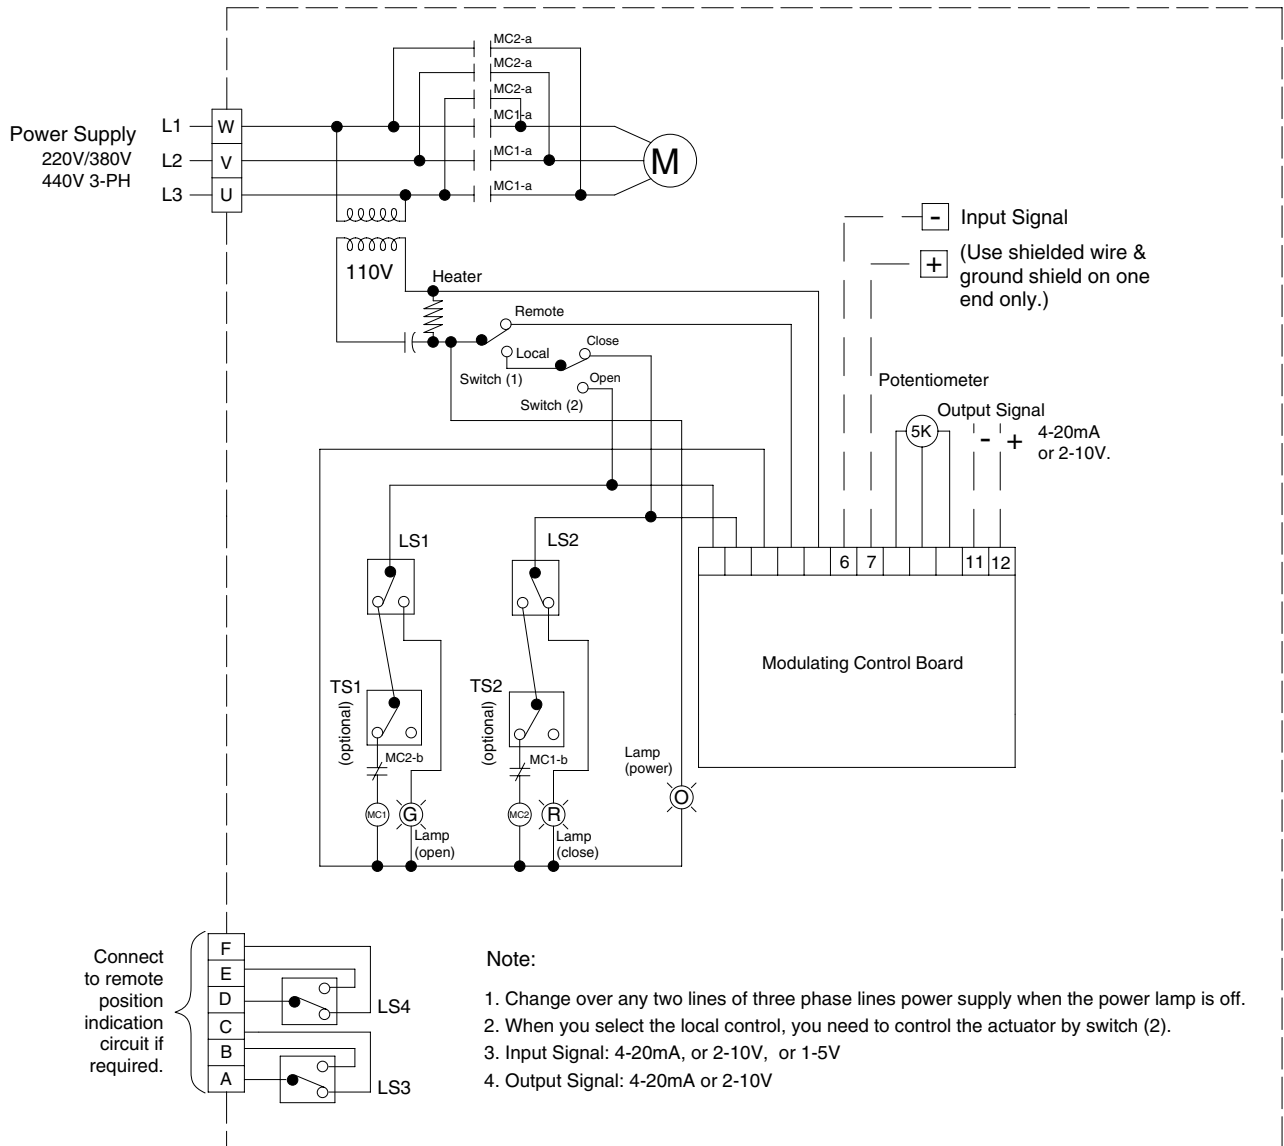 MC2-a
MC2-a
MC2-a
MC1-a
MC1-a
MC1-a
Power Supply
220V/380V
440V 3-PH
L1
W
L2
V
L3
U
M
110V
Heater
Remote
Local
Close
Switch (1)
Open
Switch (2)
- Input Signal
+ (Use shielded wire &
ground shield on one
end only.)
Potentiometer
Output Signal
5K
- +
4-20mA
or 2-10V.
LS1
LS2
6 7 11 12
Modulating Control Board
TS1
(optional)
TS2
(optional)
MC2-b
MC1-b
Lamp
(power)
MC1
G
MC2
R
O
Lamp
(open)
Lamp
(close)
Connect
to remote
position
indication
circuit if
required.
F
E
D
C
B
A
LS4
LS3
Note:
1. Change over any two lines of three phase lines power supply when the power lamp is off.
2. When you select the local control, you need to control the actuator by switch (2).
3. Input Signal: 4-20mA, or 2-10V, or 1-5V
4. Output Signal: 4-20mA or 2-10V